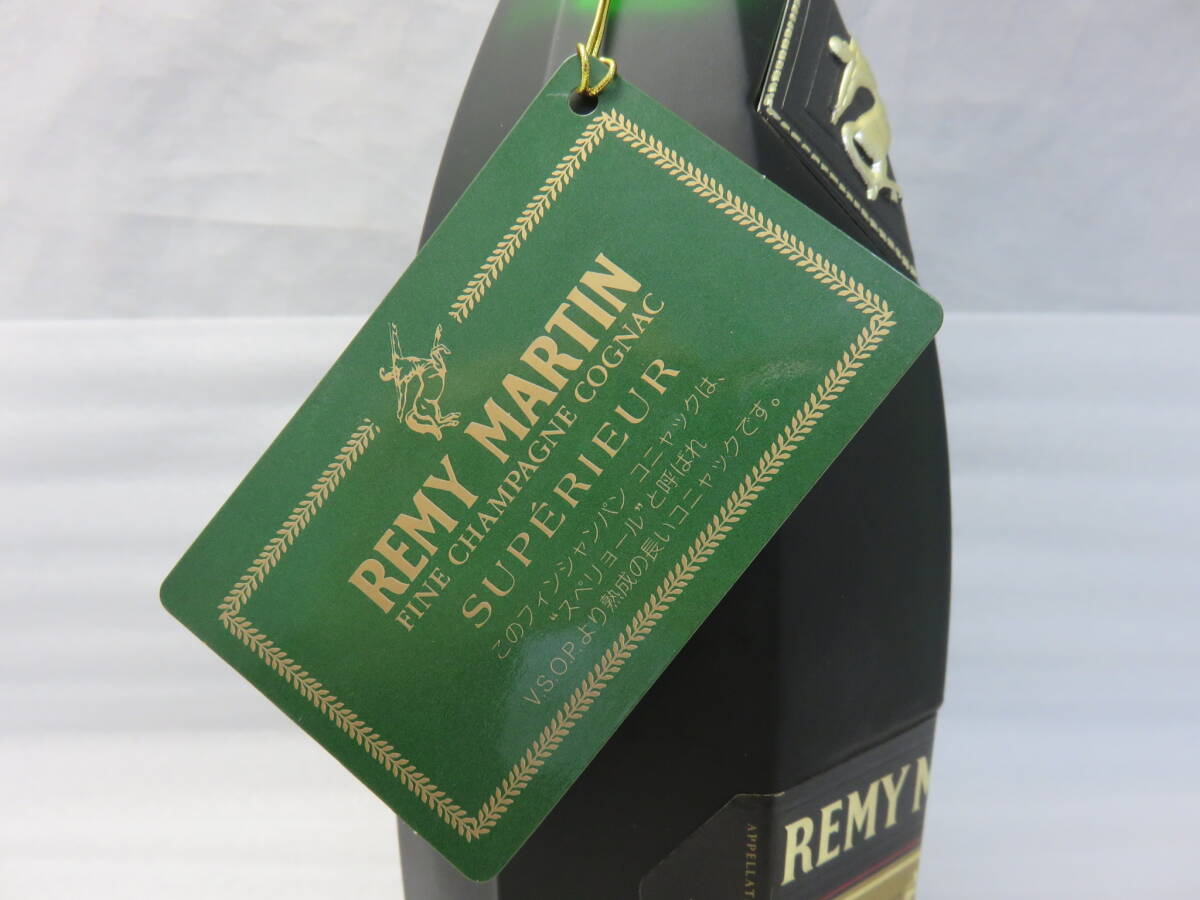 REMY MARTIN
FINE CHAMPAGNE COGNAC
SUPÉRIEUR
このフィンシャンパン コニャックは、
“スペリョール”と呼ばれ
V.S.O.P.より熟成の長いコニャックです。
REMY M
APPELLAT